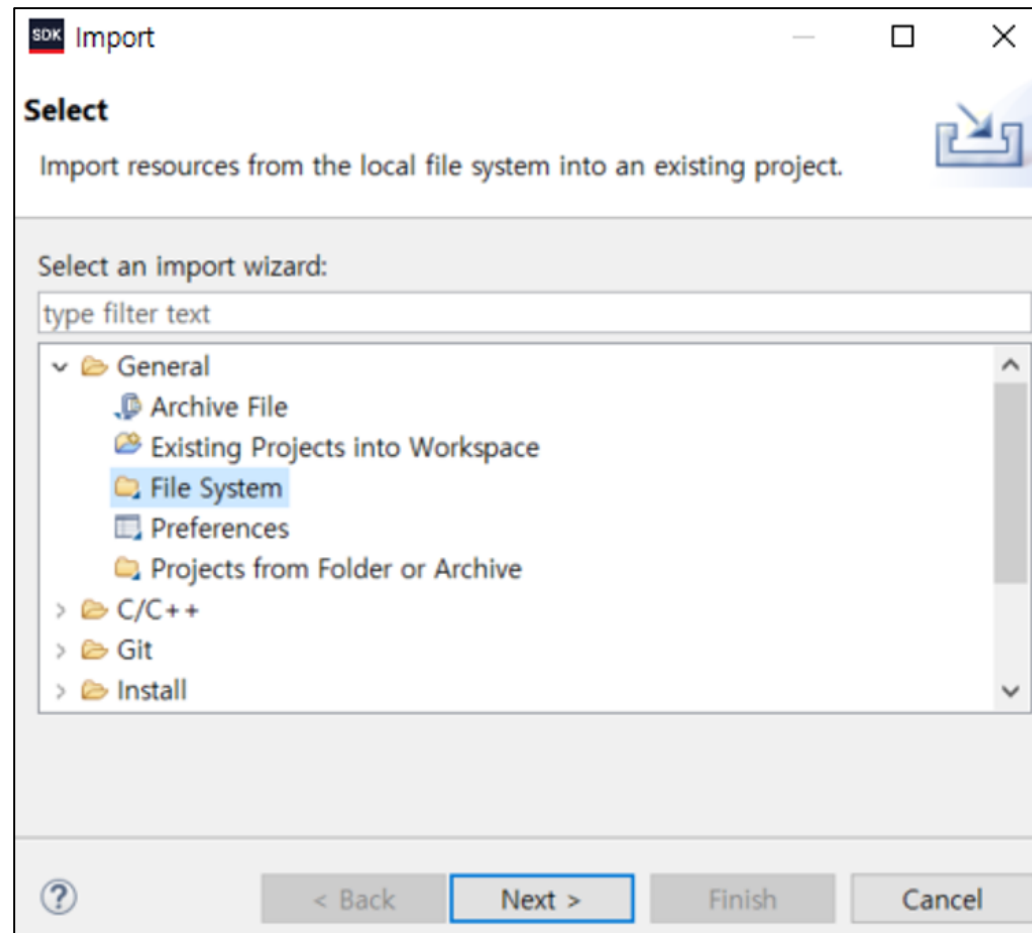 SDK Import
Select
Import resources from the local file system into an existing project.
Select an import wizard:
type filter text
General
Archive File
Existing Projects into Workspace
File System
Preferences
Projects from Folder or Archive
C/C++
Git
Install
? < Back Next > Finish Cancel